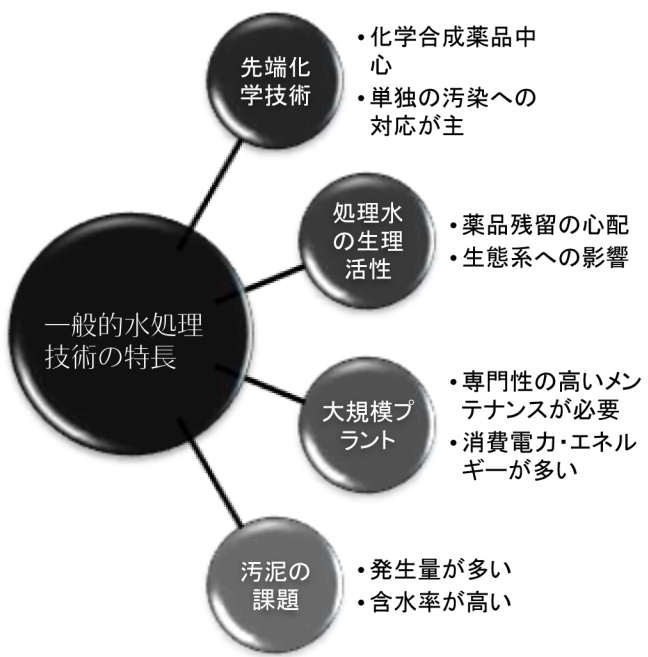 先端化
学技術
・化学合成薬品中
心
・単独の汚染への
対応が主
処理水
の生理
活性
・薬品残留の心配
・生態系への影響
一般的水処理
技術の特長
大規模プ
ラント
・専門性の高いメン
テナンスが必要
・消費電力・エネル
ギーが多い
汚泥の
課題
・発生量が多い
・含水率が高い